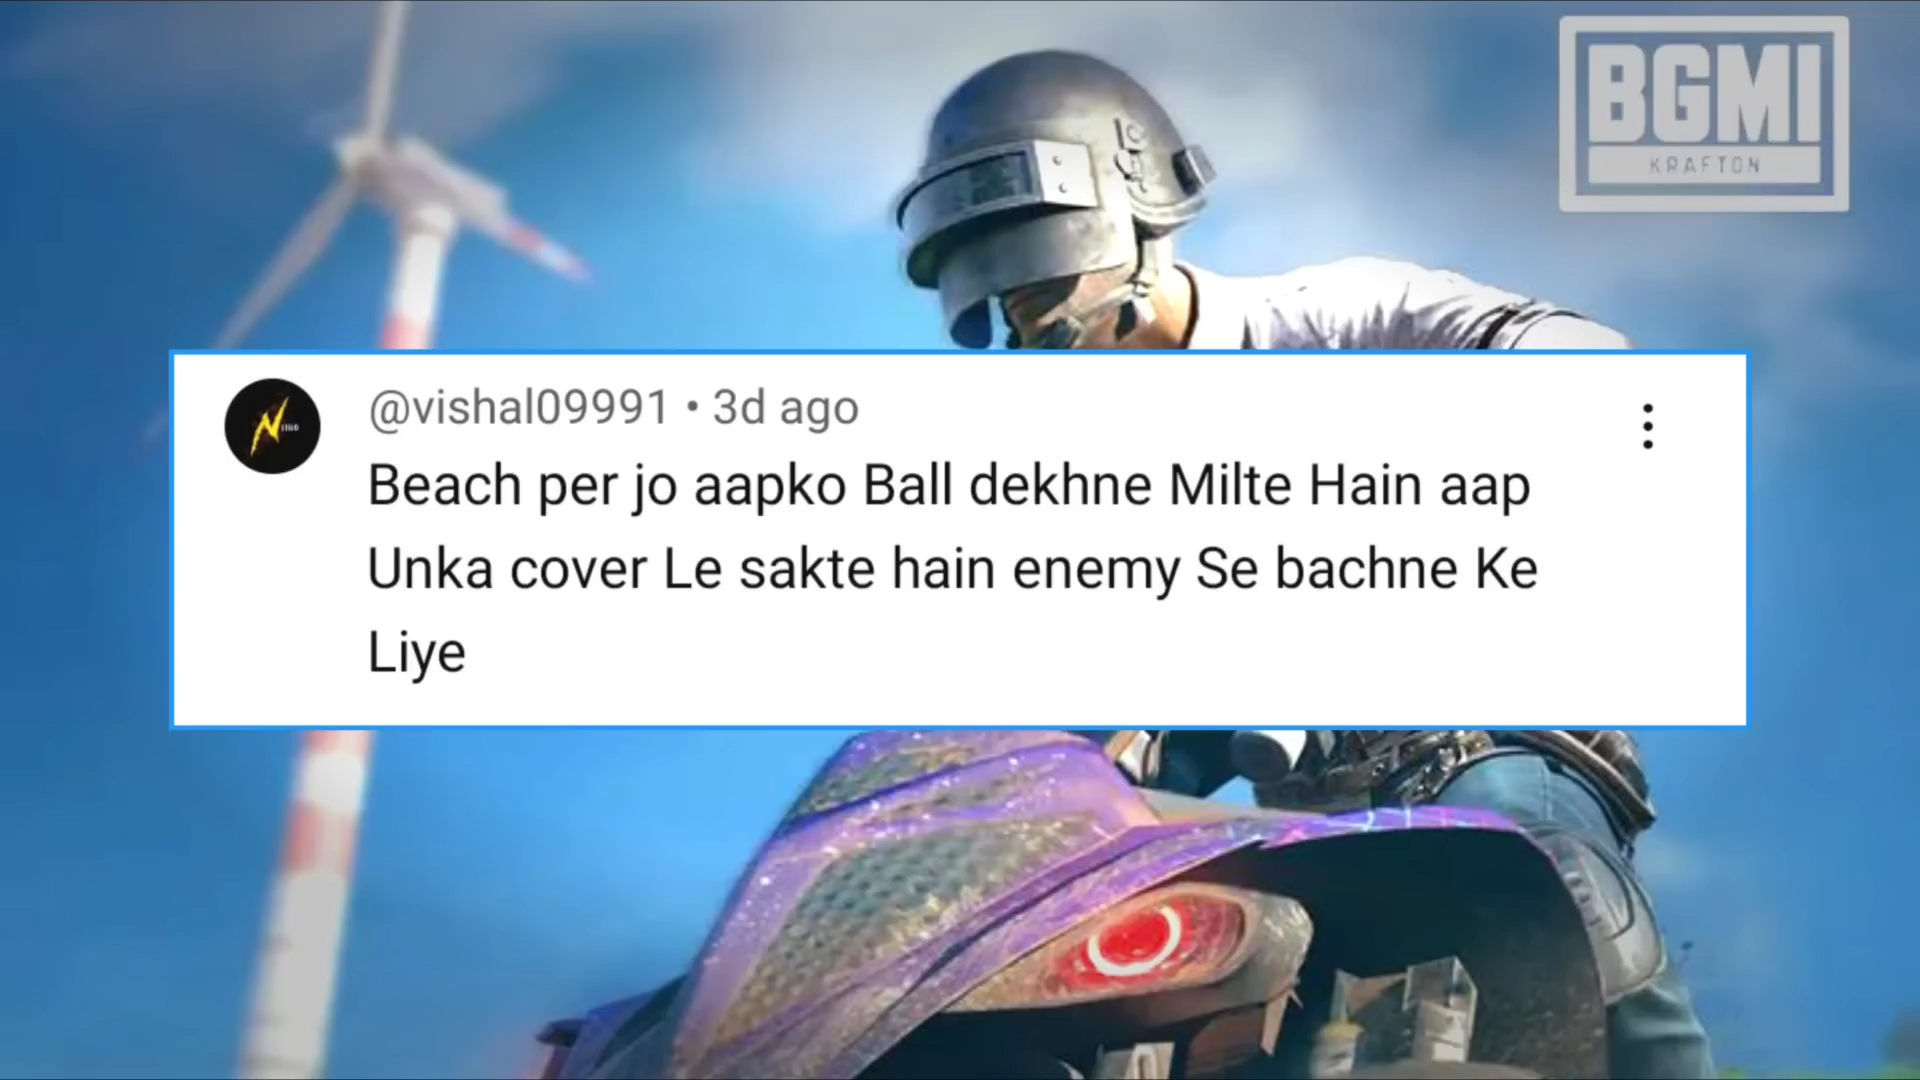 BGMI
KRAFTON
@vishal09991 • 3d ago
Beach per jo aapko Ball dekhne Milte Hain aap
Unka cover Le sakte hain enemy Se bachne Ke
Liye